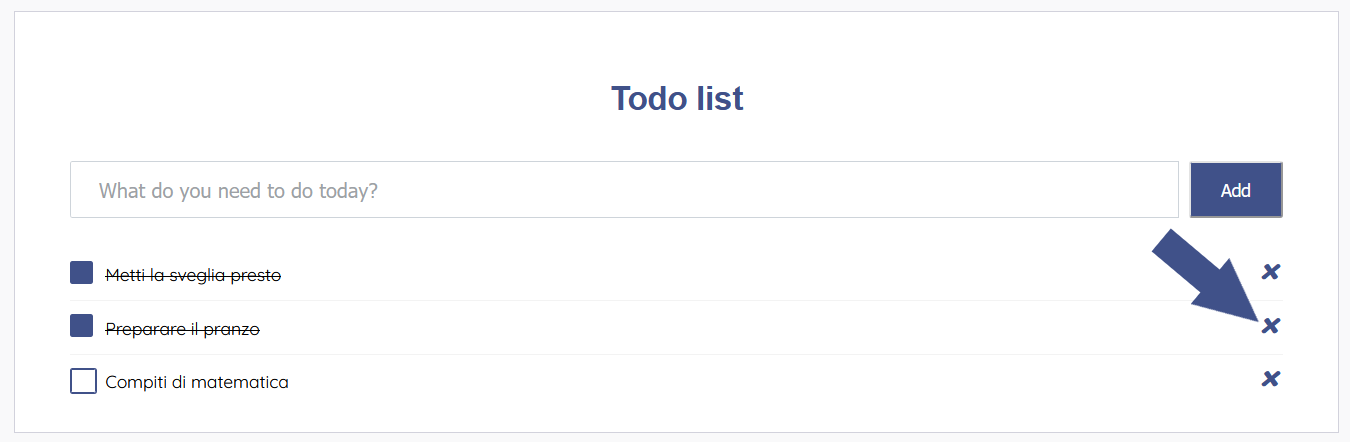 Todo list
What do you need to do today?
Add
Metti la sveglia presto
Preparare il pranzo
Compiti di matematica